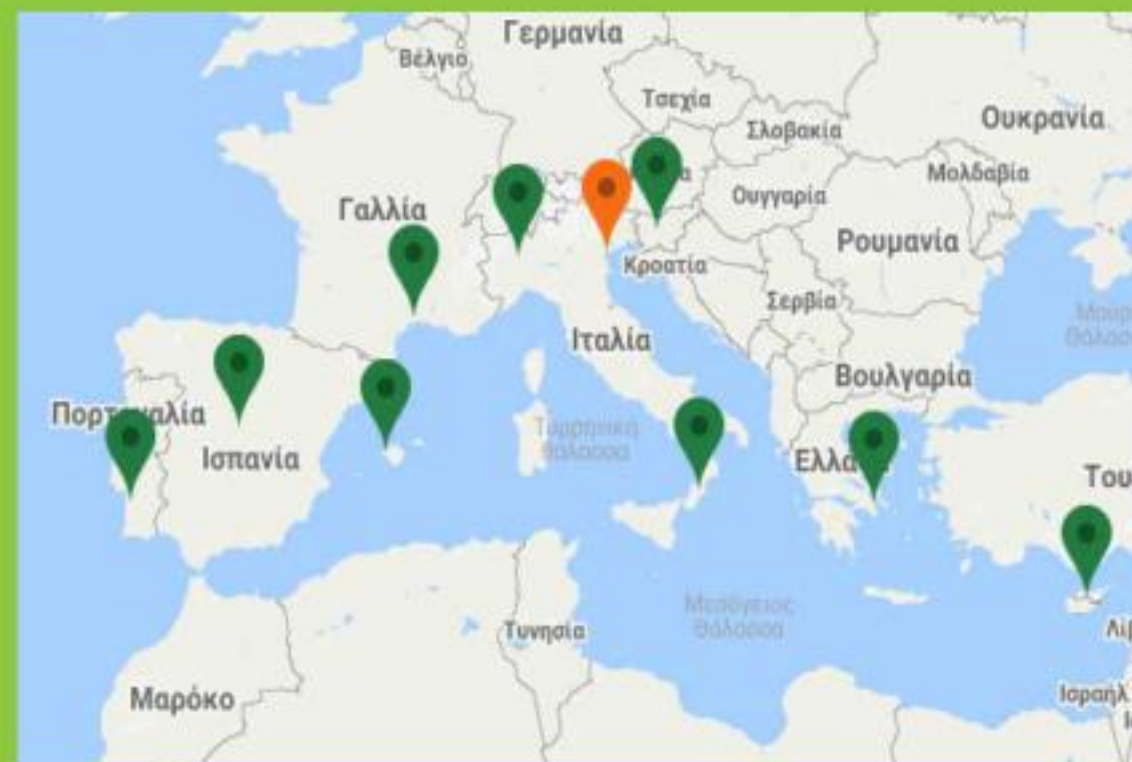 Γερμανία
Βέλγιο
Τσεχία
Ουκρανία
Σλοβακία
Μολδαβία
Ουγγαρία
Γαλλία
Ρουμανία
Κροατία
Σερβία
Ιταλία
Βουλγαρία
Τυρρηνική
θάλασσα
Ισπανία
Του
Μεσόγειος
θάλασσα
Τυνησία
Μαρόκο
Ισραήλ